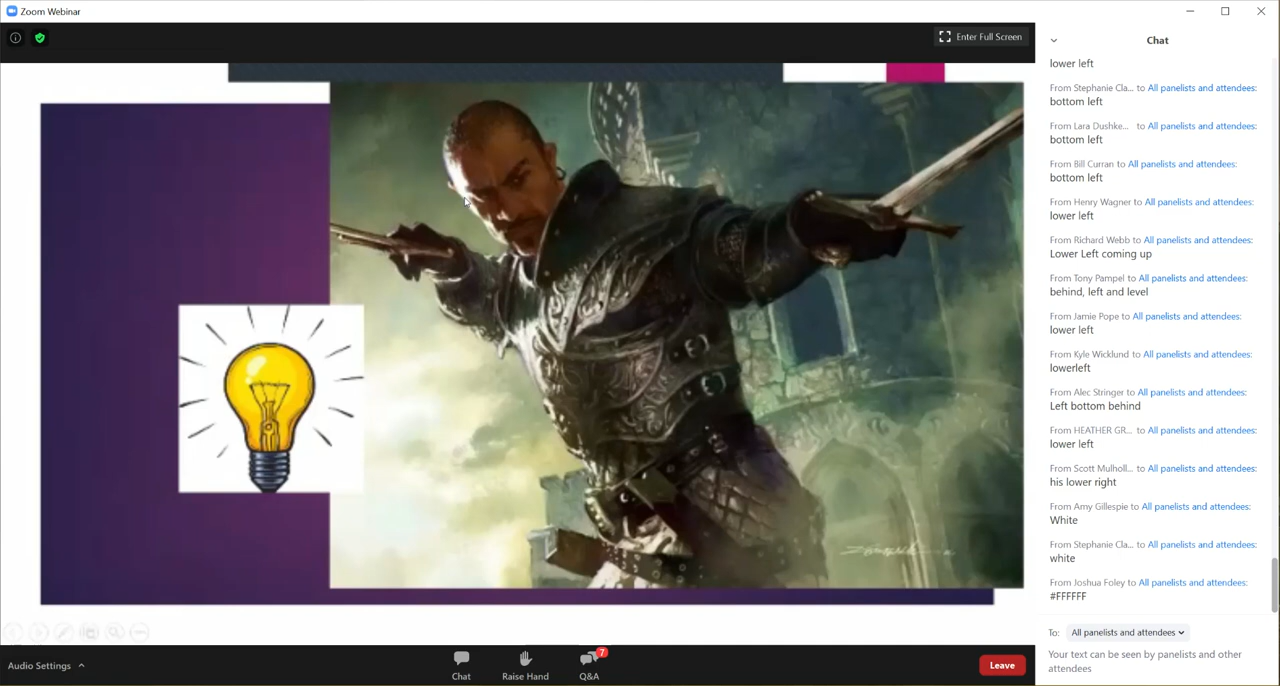 Zoom Webinar
Enter Full Screen
Chat
lower left
From Stephanie Cla... to All panelists and attendees:
bottom left
From Lara Dushke... to All panelists and attendees:
bottom left
From Bill Curran to All panelists and attendees:
bottom left
From Henry Wagner to All panelists and attendees:
lower left
From Richard Webb to All panelists and attendees:
Lower Left coming up
From Tony Pampel to All panelists and attendees:
behind, left and level
From Jamie Pope to All panelists and attendees:
lower left
From Kyle Wicklund to All panelists and attendees:
lowerleft
From Alec Stringer to All panelists and attendees:
Left bottom behind
From HEATHER GR... to All panelists and attendees:
lower left
From Scott Mulholl... to All panelists and attendees:
his lower right
From Amy Gillespie to All panelists and attendees:
White
From Stephanie Cla... to All panelists and attendees:
white
From Joshua Foley to All panelists and attendees:
#FFFFFF
To: All panelists and attendees
Your text can be seen by panelists and other
attendees
Audio Settings
Chat
Raise Hand
7
Q&A
Leave